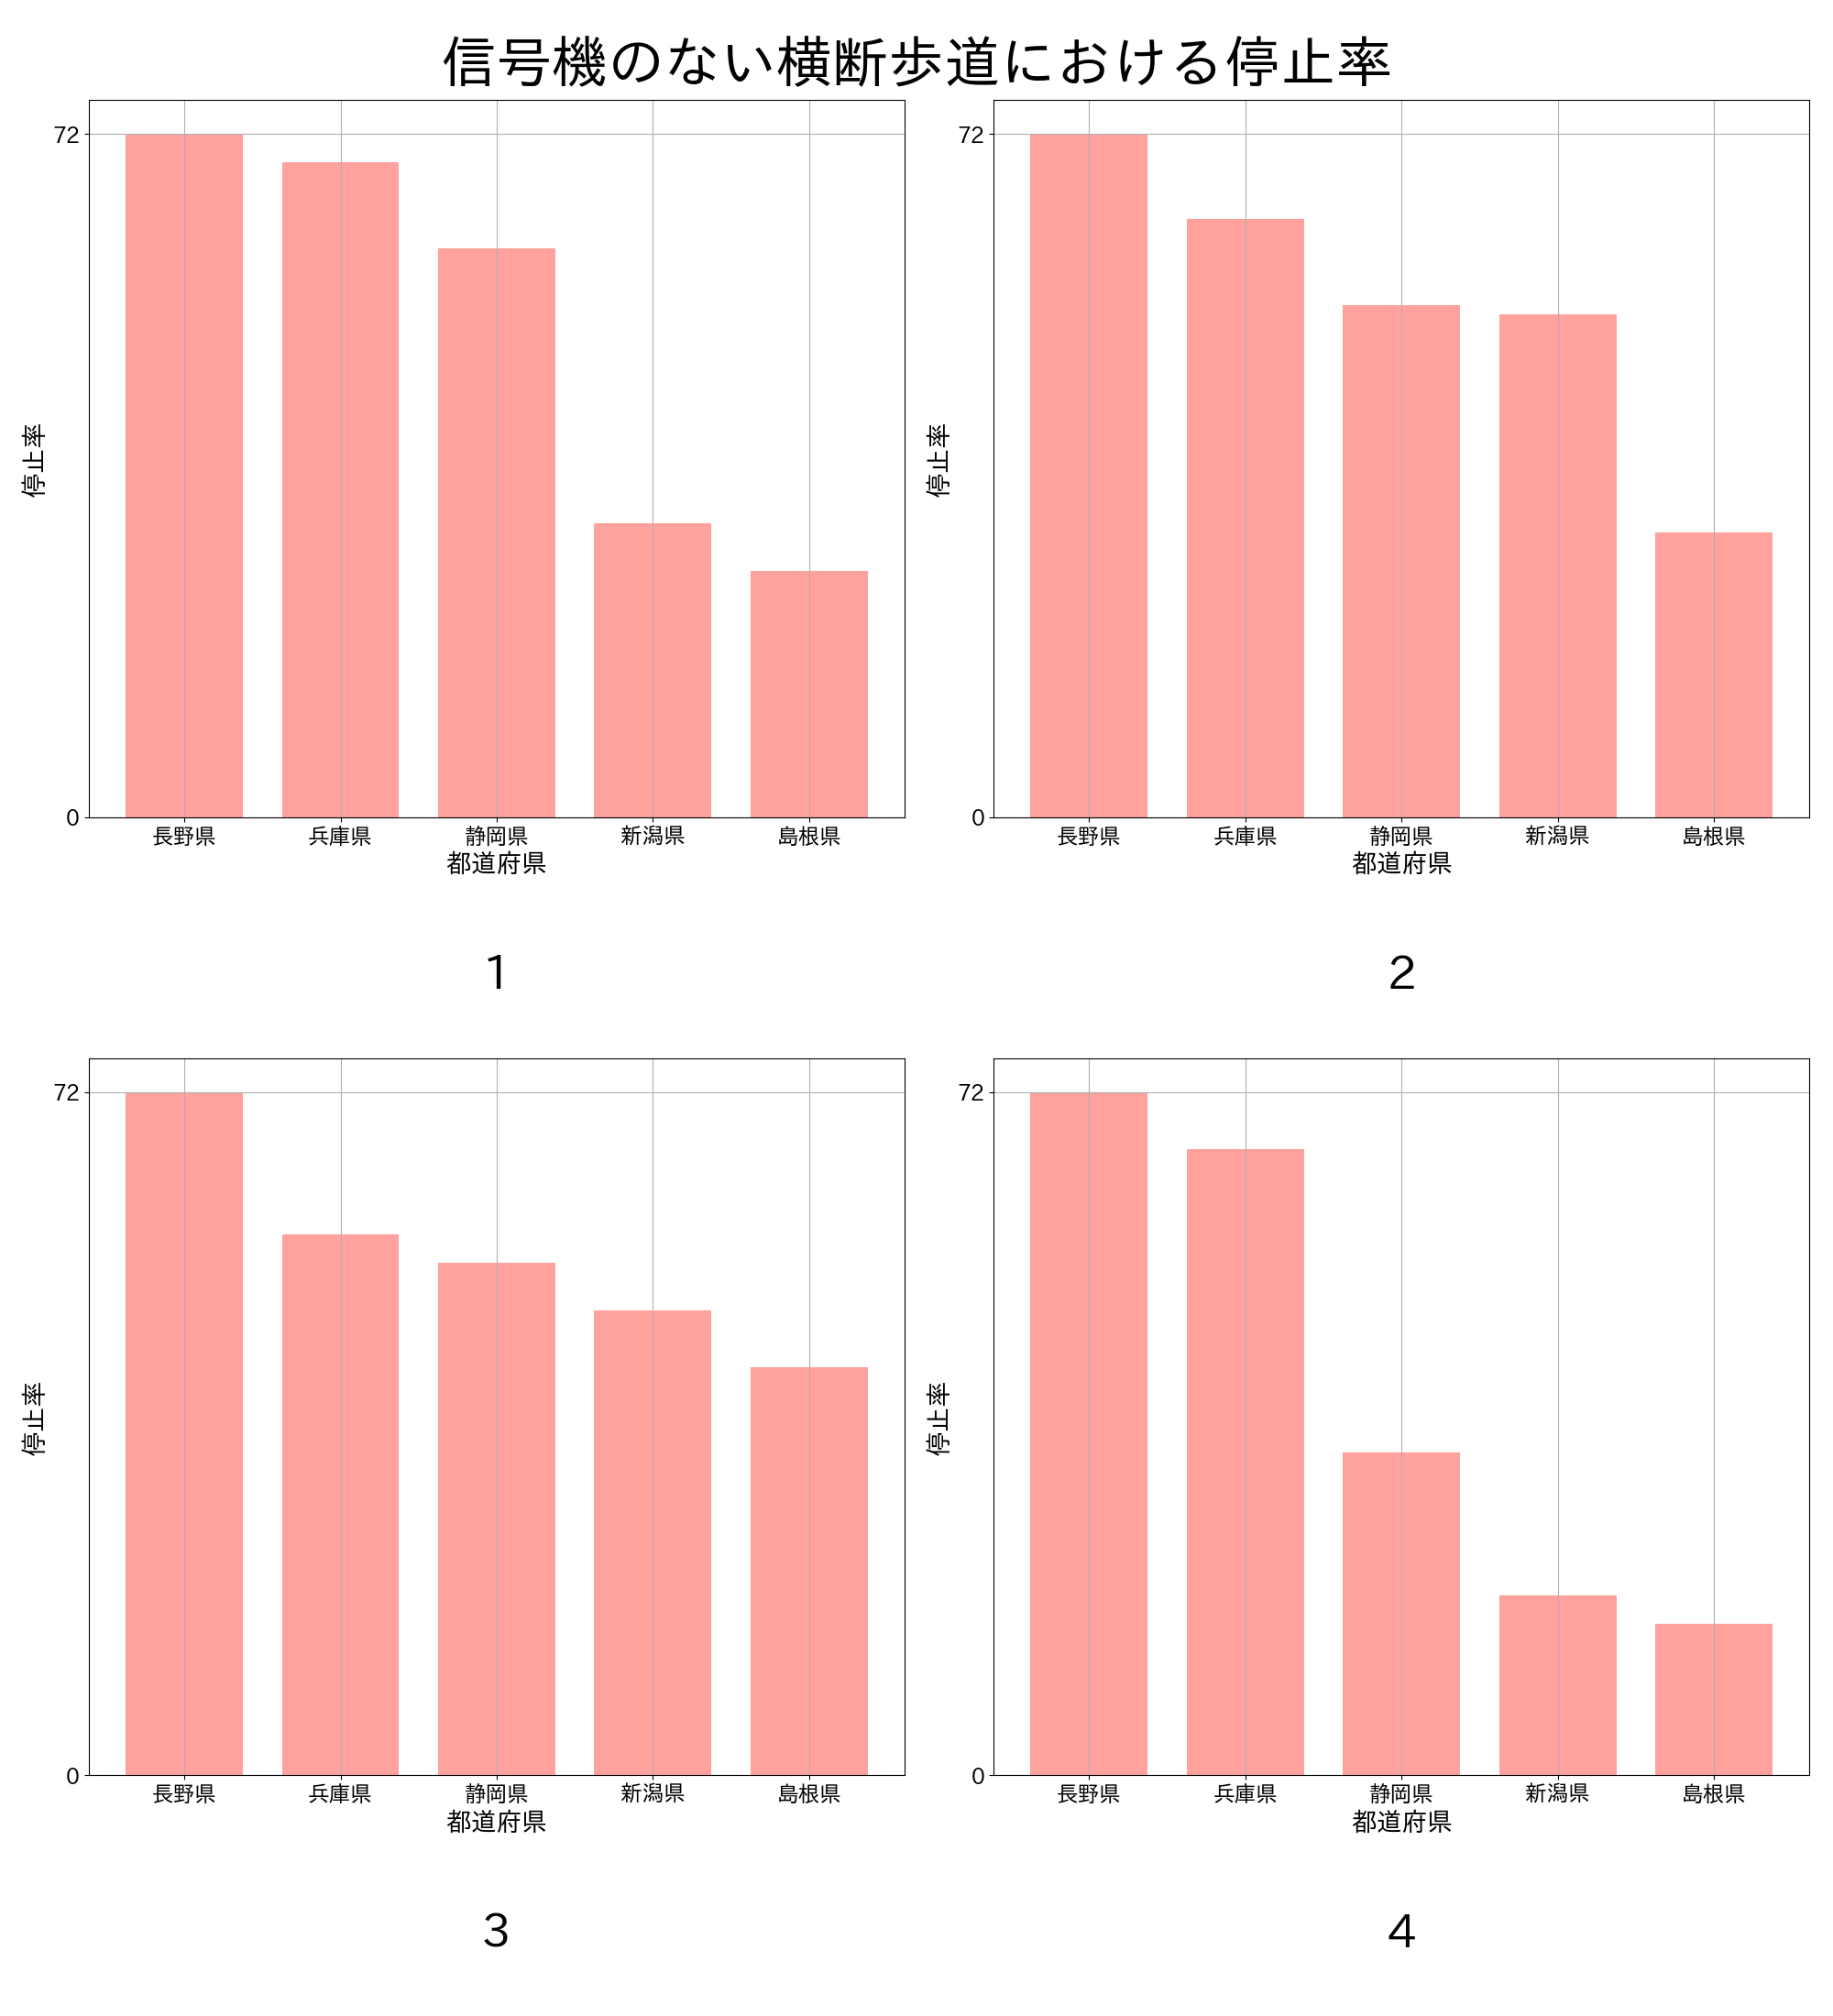 信号機のない横断歩道における停止率
72
停止率
0
長野県 兵庫県 静岡県 新潟県 島根県
都道府県
1
72
停止率
0
長野県 兵庫県 静岡県 新潟県 島根県
都道府県
2
72
停止率
0
長野県 兵庫県 静岡県 新潟県 島根県
都道府県
3
72
停止率
0
長野県 兵庫県 静岡県 新潟県 島根県
都道府県
4